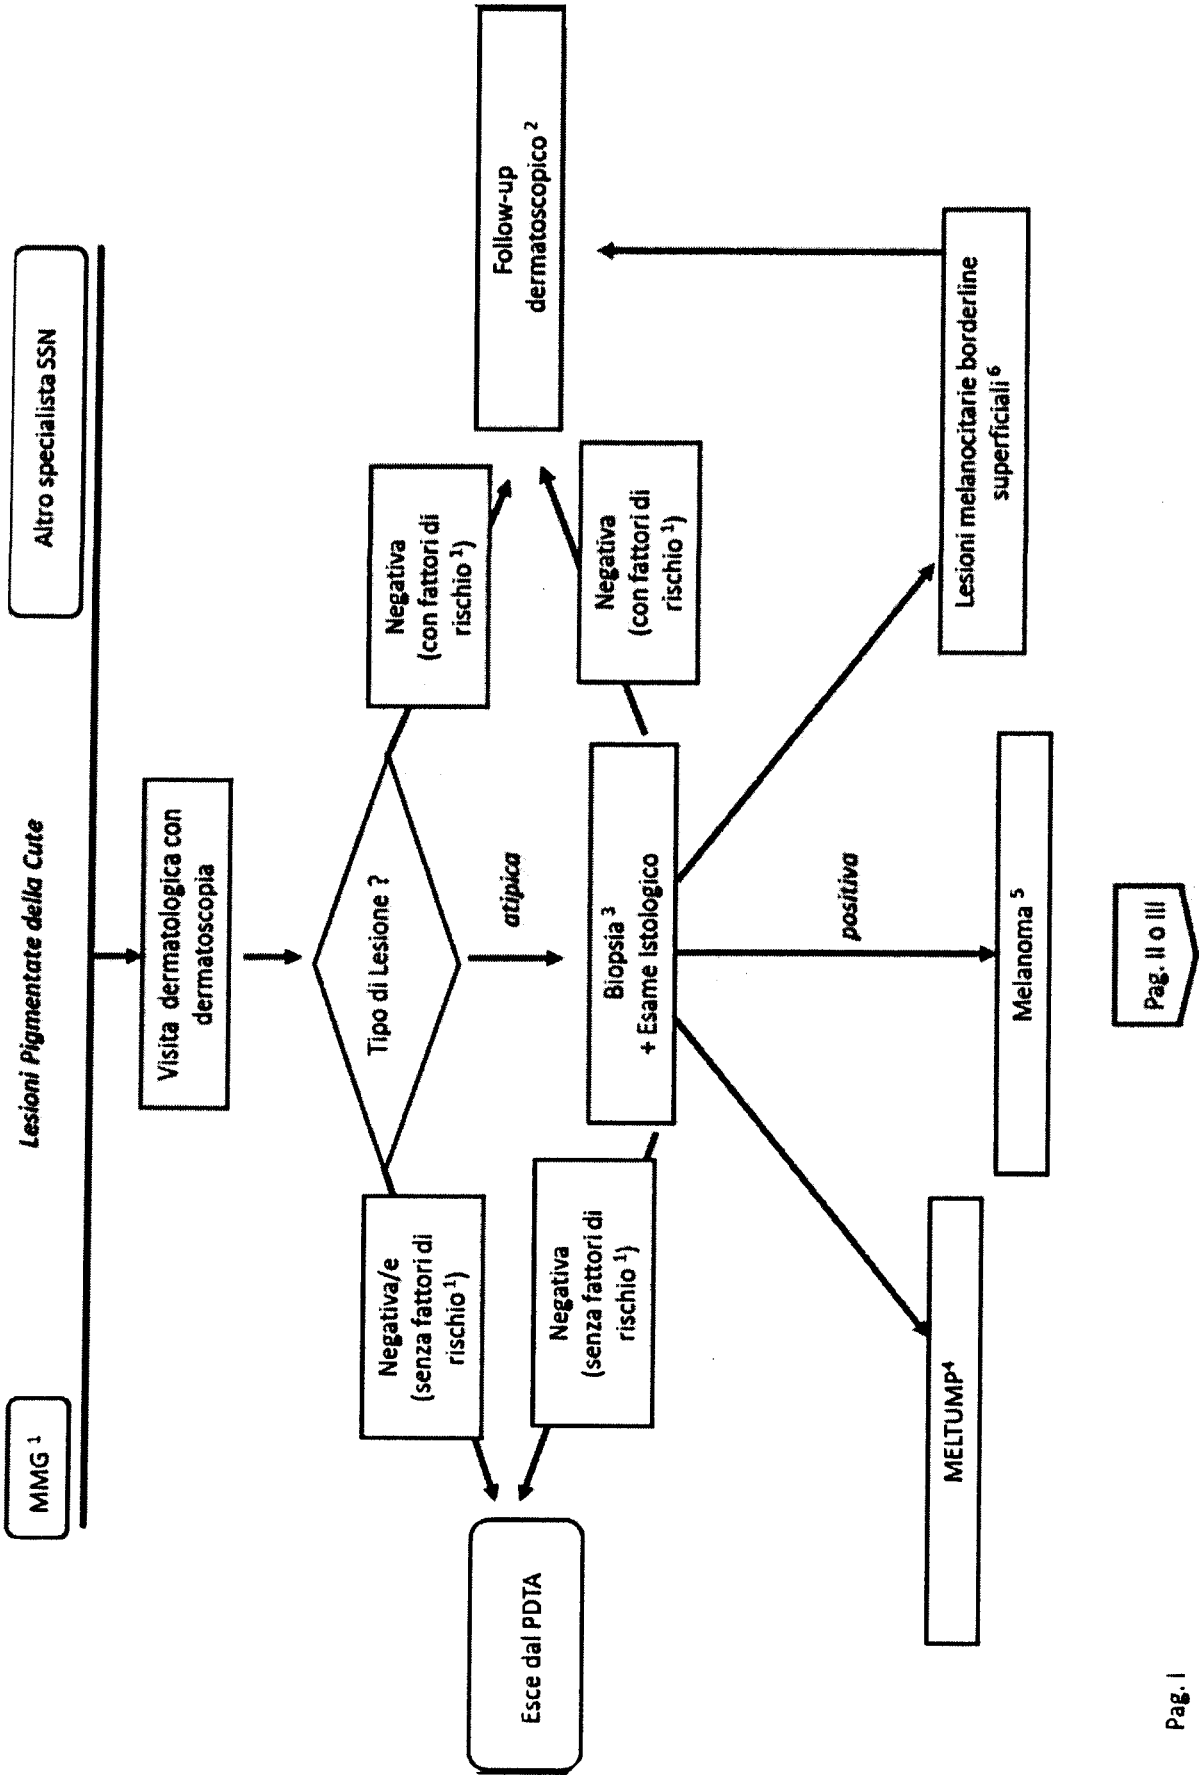 Lesioni Pigmentate della Cute
MMG ¹
Altro specialista SSN
Visita dermatologica con
dermatoscopia
Tipo di Lesione ?
Negativa/e
(senza fattori di
rischio ¹)
Negativa
(con fattori di
rischio ¹)
atipica
Esce dal PDTA
Follow-up
dermatoscopico ²
Negativa
(senza fattori di
rischio ¹)
Biopsia ³
+ Esame Istologico
Negativa
(con fattori di
rischio ¹)
positiva
MELTUMP⁴
Melanoma ⁵
Lesioni melanocitarie borderline
superficiali ⁶
Pag. II o III
Pag. I